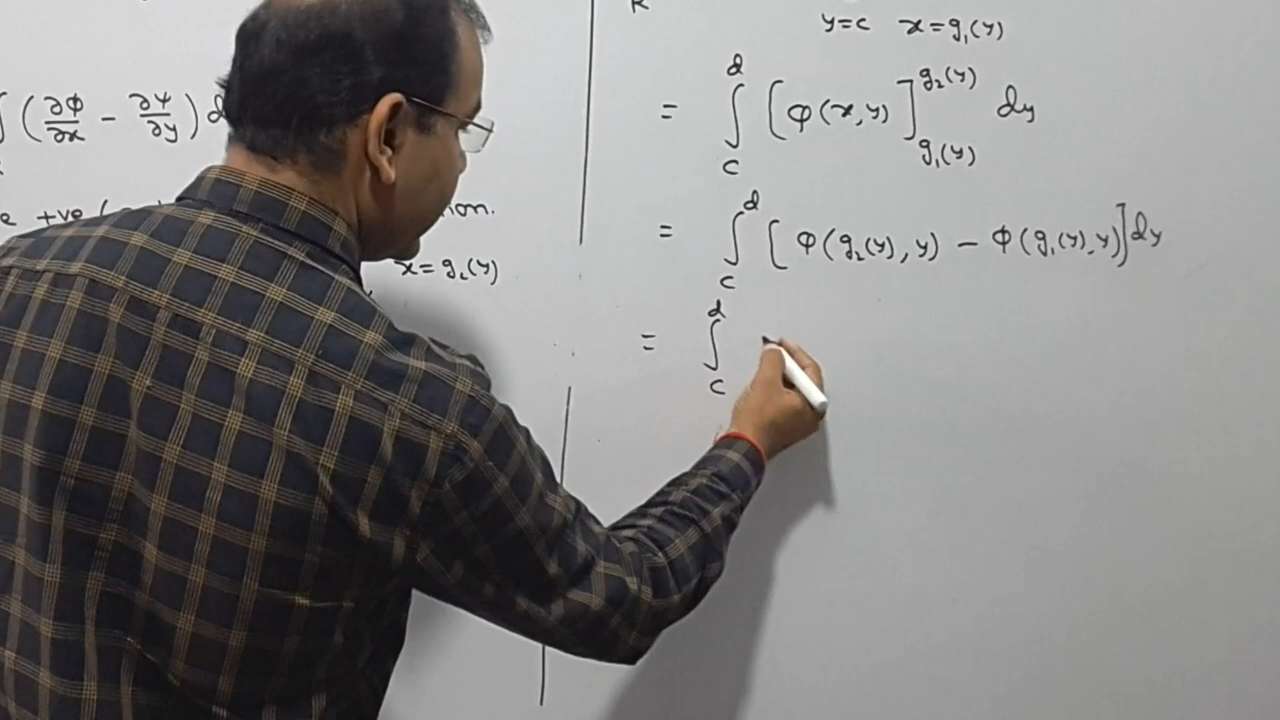 ∫ (∂φ/∂x − ∂ψ/∂y) d
+ve
x = g₂(y)
R
y=c x=g₁(y)
= ∫_c^d [φ(x,y)]_{g₁(y)}^{g₂(y)} dy
= ∫_c^d [φ(g₂(y), y) − φ(g₁(y), y)] dy
= ∫_c^d